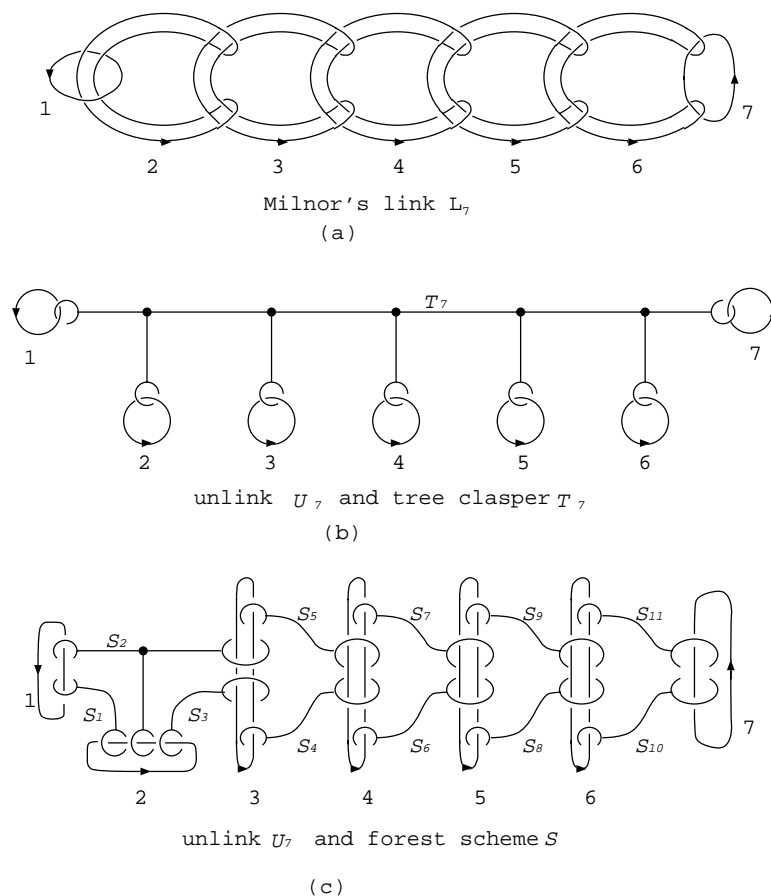 1
7
2 3 4 5 6
Milnor's link L₇
(a)
T₇
1
7
2 3 4 5 6
unlink U₇ and tree clasper T₇
(b)
S₅ S₇ S₉ S₁₁
S₂
1
S₁ S₃
S₄ S₆ S₈ S₁₀
7
2 3 4 5 6
unlink U₇ and forest scheme S
(c)